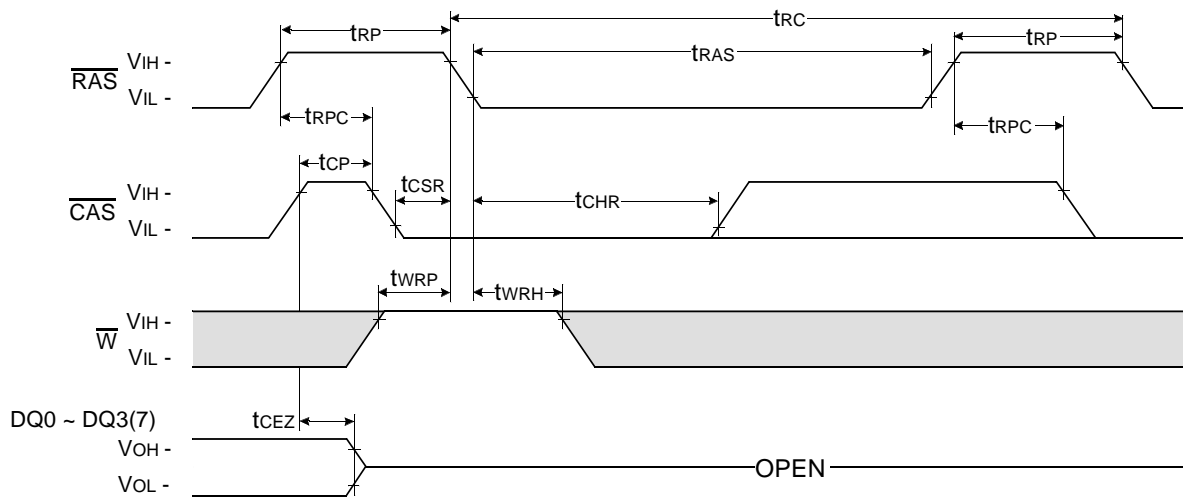 tRC
tRP
tRP
tRAS
VIH -
RAS
VIL -
tRPC
tRPC
tCP
tCSR
VIH -
CAS
tCHR
VIL -
tWRP
tWRH
VIH -
W
VIL -
DQ0 ~ DQ3(7)
tCEZ
VOH -
OPEN
VOL -